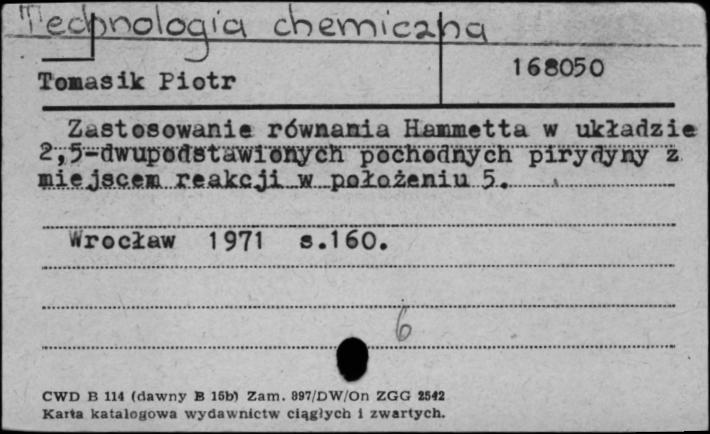 Technologia chemiczna
168050
Tomasik Piotr
Zastosowanie równania Hammetta w układzie
2,5-dwupodstawionych pochodnych pirydyny z
miejscem reakcji w położeniu 5.
Wrocław 1971 s.160.
6
CWD B 114 (dawny B 15b) Zam. 897/DW/On ZGG 2542
Karta katalogowa wydawnictw ciągłych i zwartych.